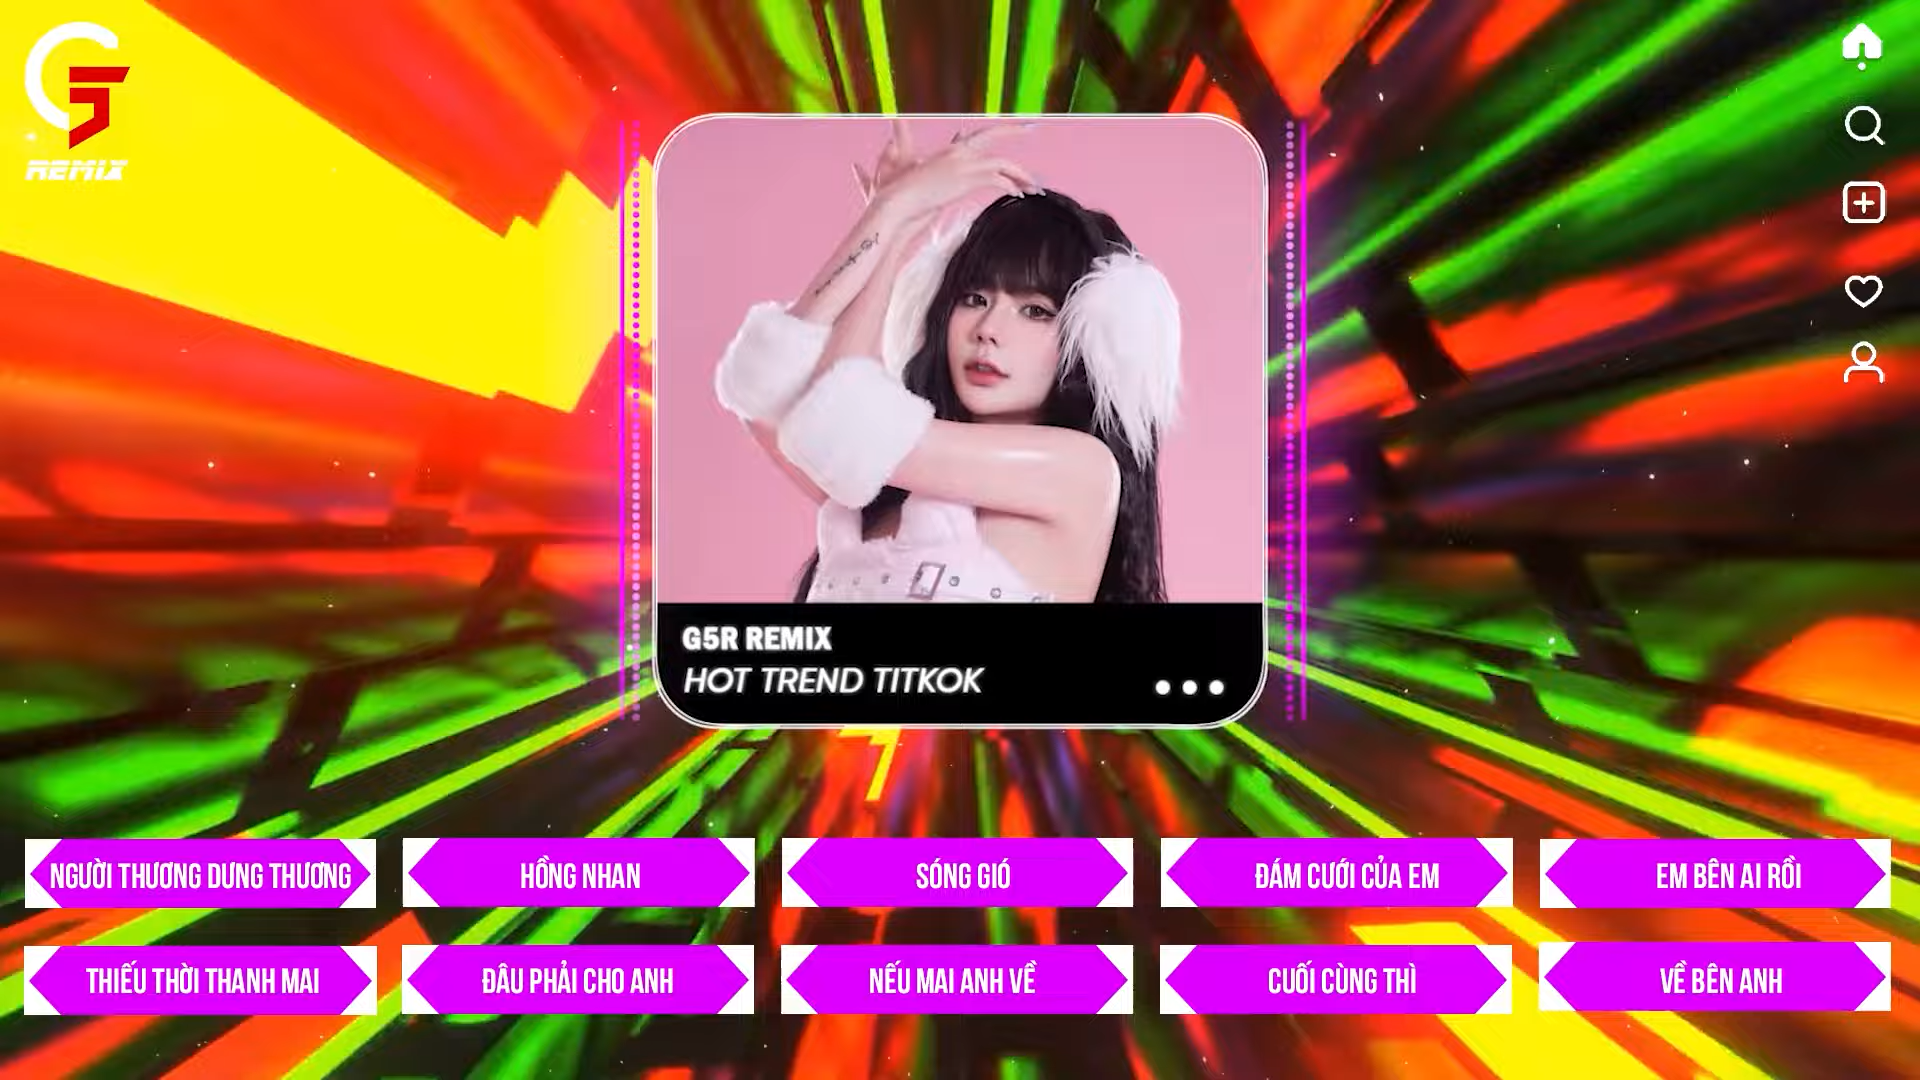 G5
REMIX
G5R REMIX
HOT TREND TITKOK
NGƯỜI THƯƠNG DƯNG THƯƠNG
HỒNG NHAN
SÓNG GIÓ
ĐÁM CƯỚI CỦA EM
EM BÊN AI RỒI
THIẾU THỜI THANH MAI
ĐÂU PHẢI CHO ANH
NẾU MAI ANH VỀ
CUỐI CÙNG THÌ
VỀ BÊN ANH